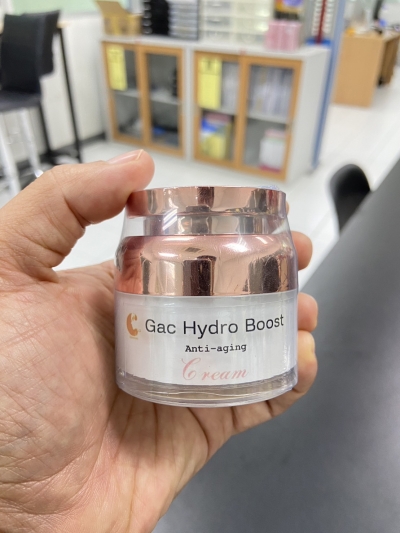 Gac Hydro Boost
Anti-aging
Cream